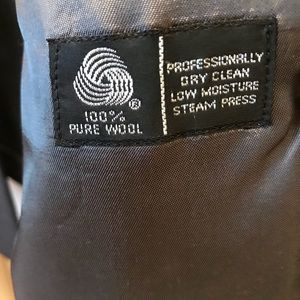 ®
100%
PURE WOOL
PROFESSIONALLY
DRY CLEAN
LOW MOISTURE
STEAM PRESS